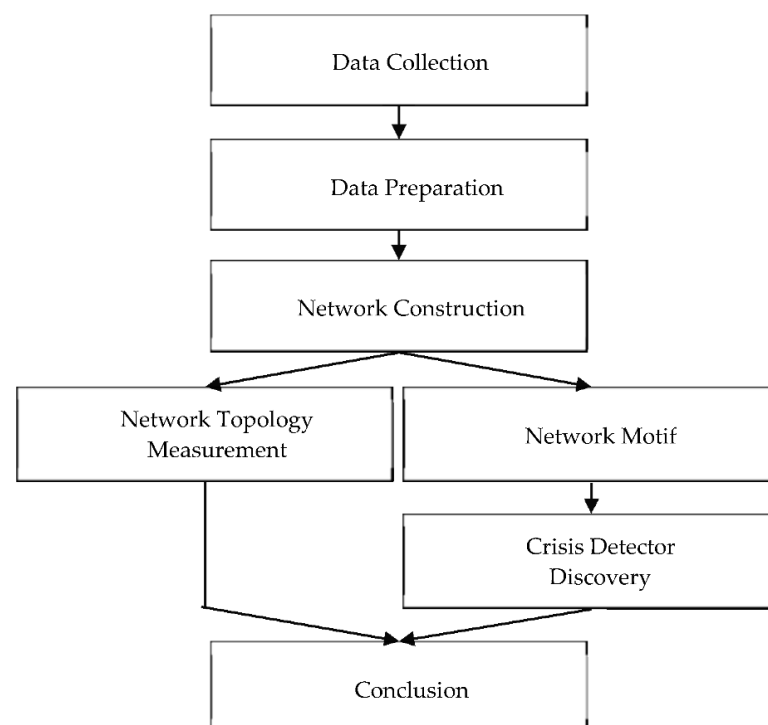 Data Collection
Data Preparation
Network Construction
Network Topology
Measurement
Network Motif
Crisis Detector
Discovery
Conclusion